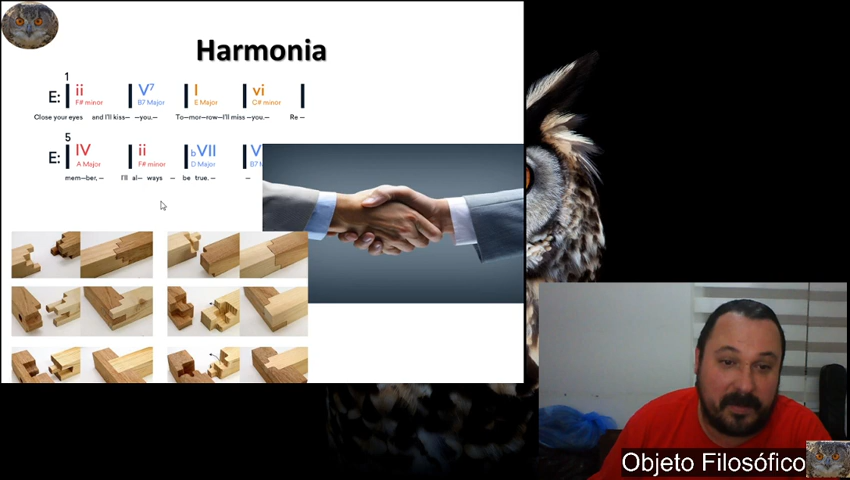 Harmonia
1
E: ii V7 I vi
F# minor B7 Major E Major C# minor
Close your eyes and I'll kiss— —you.— To—mor—row—I'll miss —you.— Re —
5
E: IV ii bVII V
A Major F# minor D Major B7 M
mem—ber, — I'll al— ways — be true. — —
Objeto Filosófico